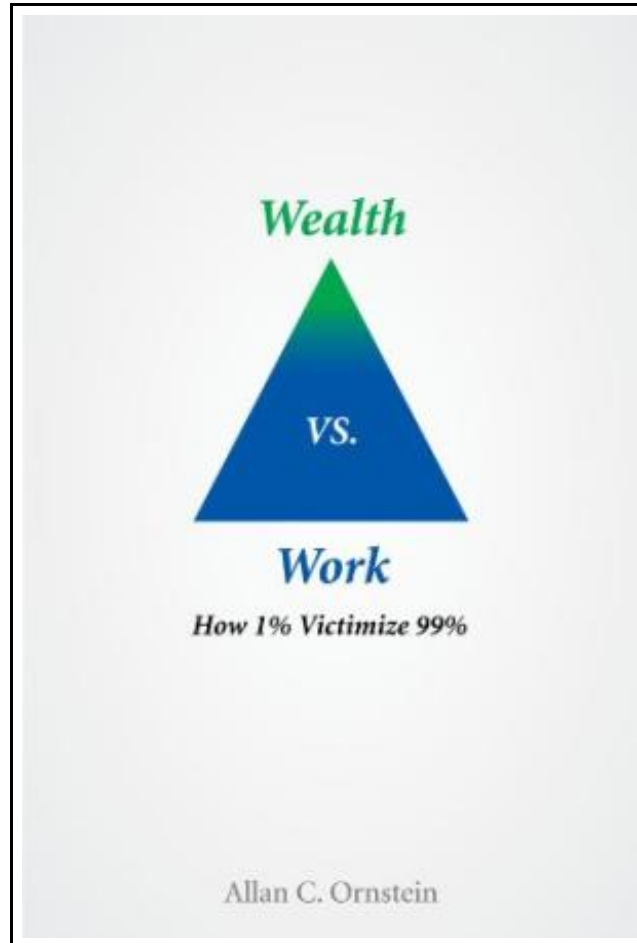 Wealth
VS.
Work
How 1% Victimize 99%
Allan C. Ornstein